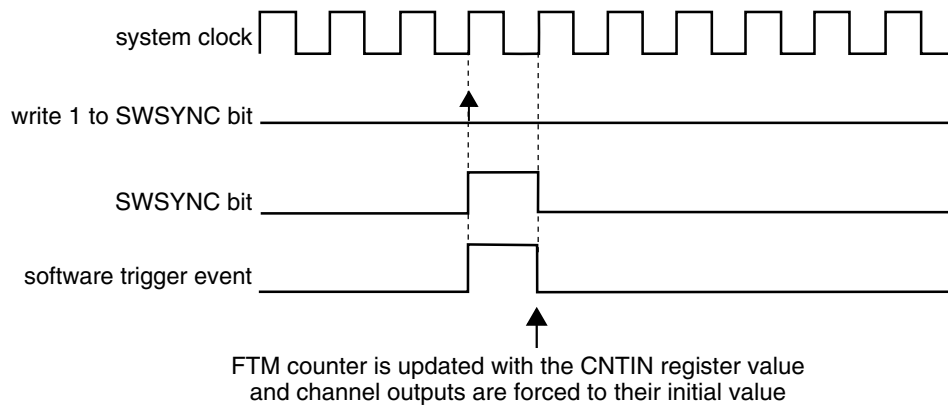 system clock
write 1 to SWSYNC bit
SWSYNC bit
software trigger event
FTM counter is updated with the CNTIN register value
and channel outputs are forced to their initial value